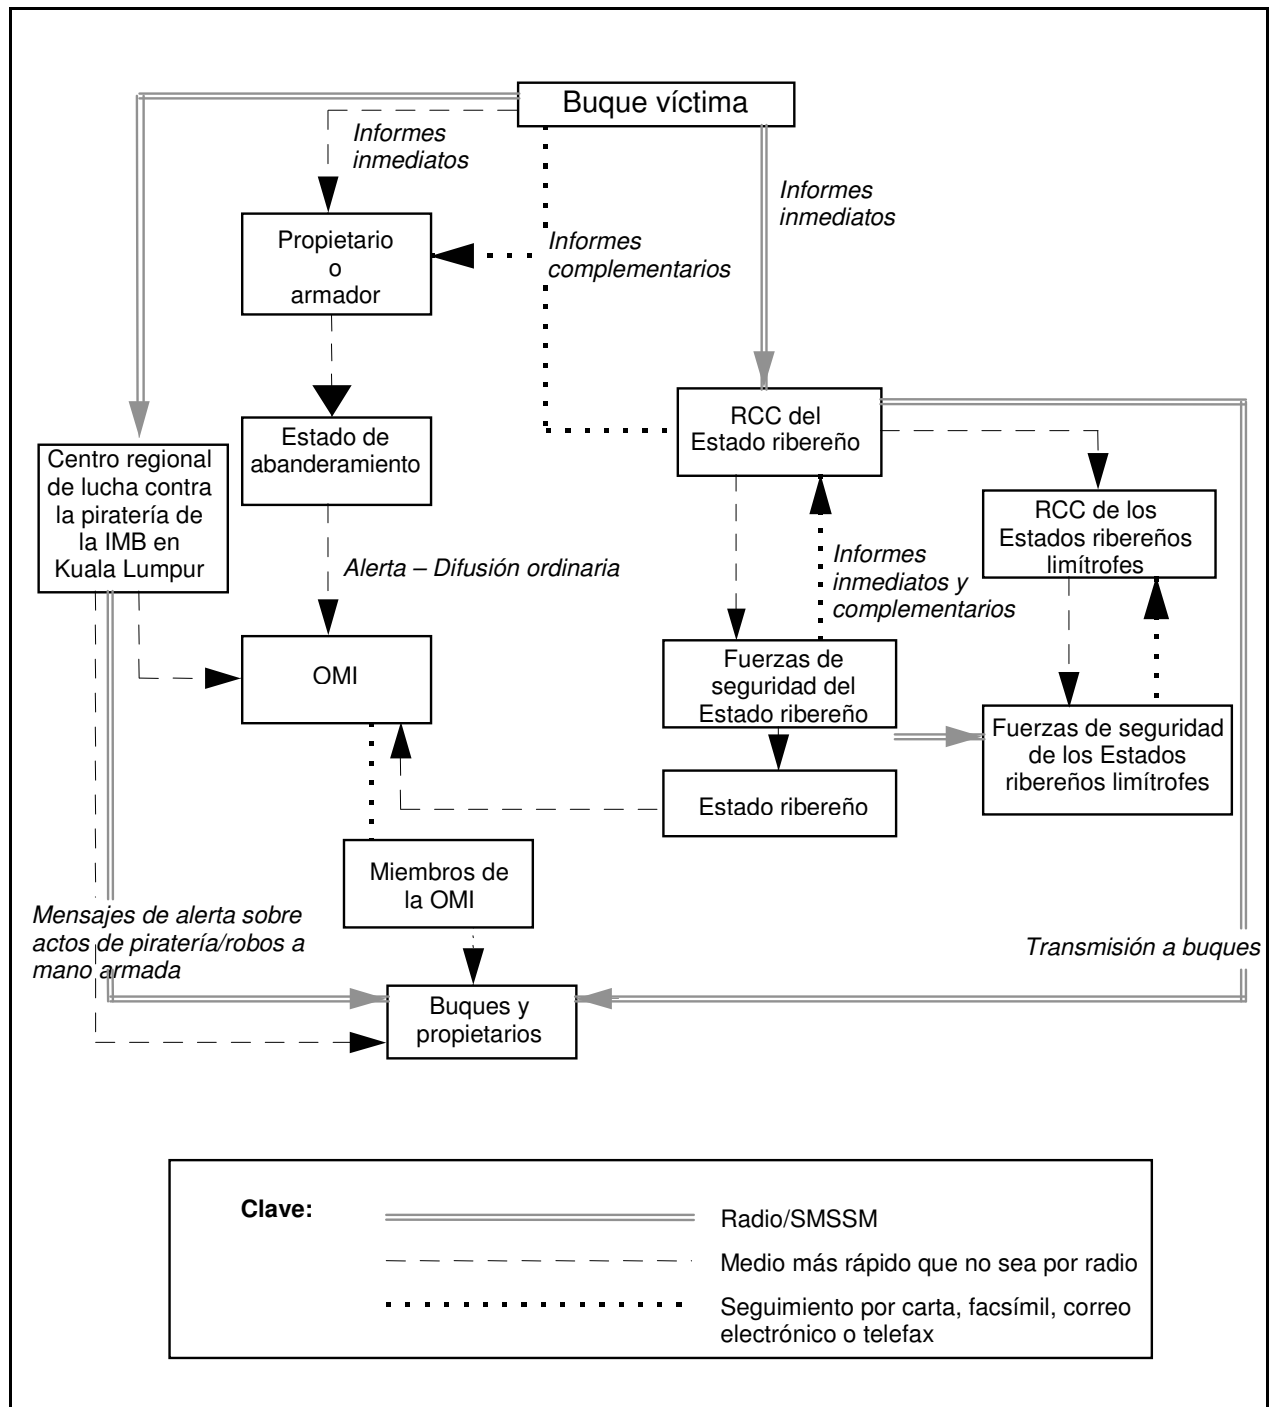 Buque víctima
Informes
inmediatos
Informes
inmediatos
Propietario
o
armador
Informes
complementarios
RCC del
Estado ribereño
Estado de
abanderamiento
Centro regional
de lucha contra
la piratería de
la IMB en
Kuala Lumpur
RCC de los
Estados ribereños
limítrofes
Alerta – Difusión ordinaria
Informes
inmediatos y
complementarios
OMI
Fuerzas de
seguridad del
Estado ribereño
Fuerzas de seguridad
de los Estados
ribereños limítrofes
Estado ribereño
Miembros de
la OMI
Mensajes de alerta sobre
actos de piratería/robos a
mano armada
Transmisión a buques
Buques y
propietarios
Clave:
Radio/SMSSM
Medio más rápido que no sea por radio
Seguimiento por carta, facsímil, correo
electrónico o telefax